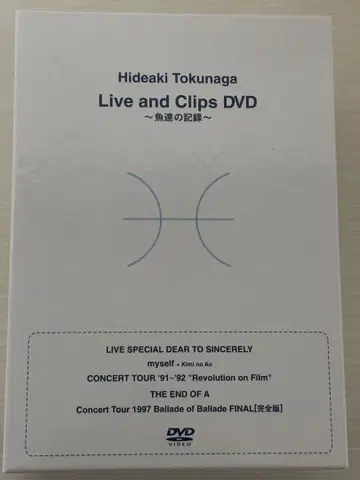 Hideaki Tokunaga
Live and Clips DVD
～魚達の記録～
LIVE SPECIAL DEAR TO SINCERELY
myself + Kimi no Ao
CONCERT TOUR '91~'92 "Revolution on Film"
THE END OF A
Concert Tour 1997 Ballade of Ballade FINAL[完全版]
DVD
VIDEO